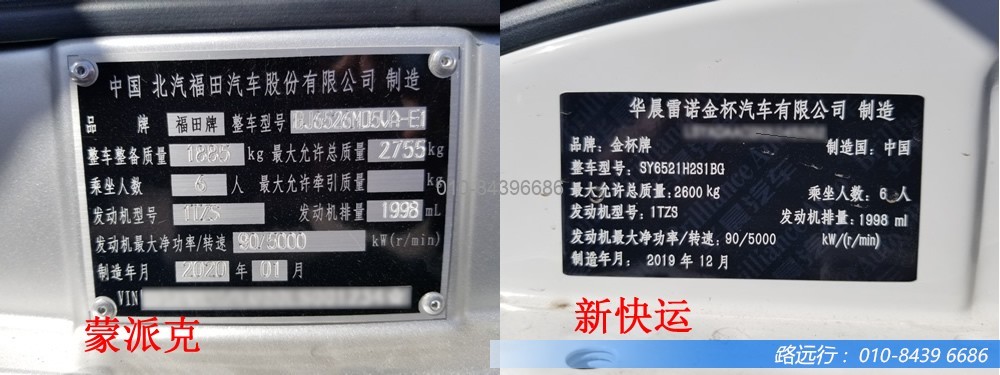 中国 北汽福田汽车股份有限公司 制造
品 牌 福田牌 整车型号 BJ6526MD5VA-E1
整车整备质量 1885 kg 最大允许总质量 2755 kg
乘坐人数 6 人 最大允许牵引质量 kg
发动机型号 1TZS 发动机排量 1998 mL
发动机最大净功率/转速 90/5000 kW(r/min)
制造年月 2020 年 01 月
VIN
蒙派克
华晨雷诺金杯汽车有限公司 制造
品牌:金杯牌 制造国:中国
整车型号:SY6521H2S1BG
最大允许总质量:2600 kg 乘坐人数: 6 人
发动机型号:1TZS 发动机排量:1998 ml
发动机最大净功率/转速:90/5000 kW/(r/min)
制造年月: 2019 年 12 月
新快运
010-84396686
路远行: 010-8439 6686